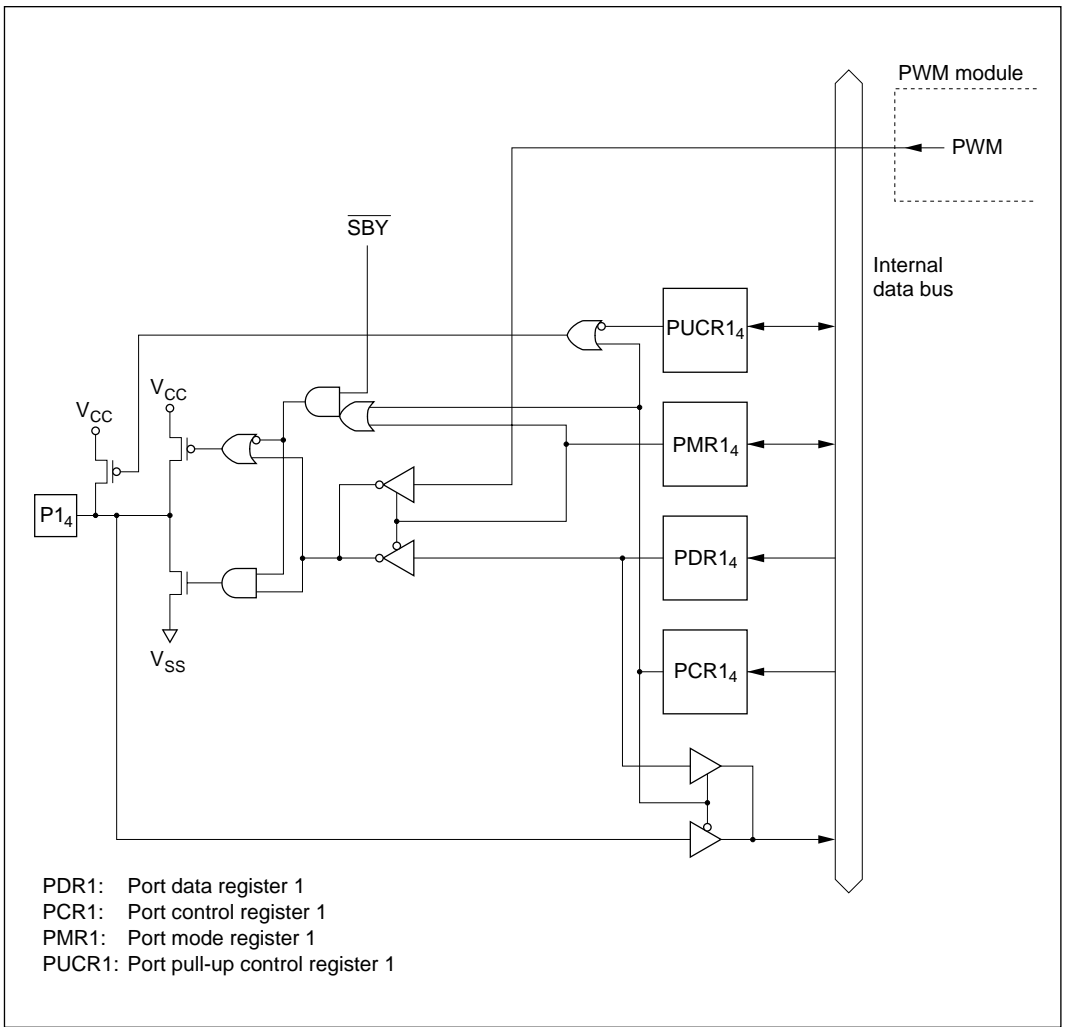 PWM module
PWM
SBY
Internal
data bus
PUCR1₄
V_CC
V_CC
PMR1₄
P1₄
PDR1₄
V_SS
PCR1₄
PDR1: Port data register 1
PCR1: Port control register 1
PMR1: Port mode register 1
PUCR1: Port pull-up control register 1